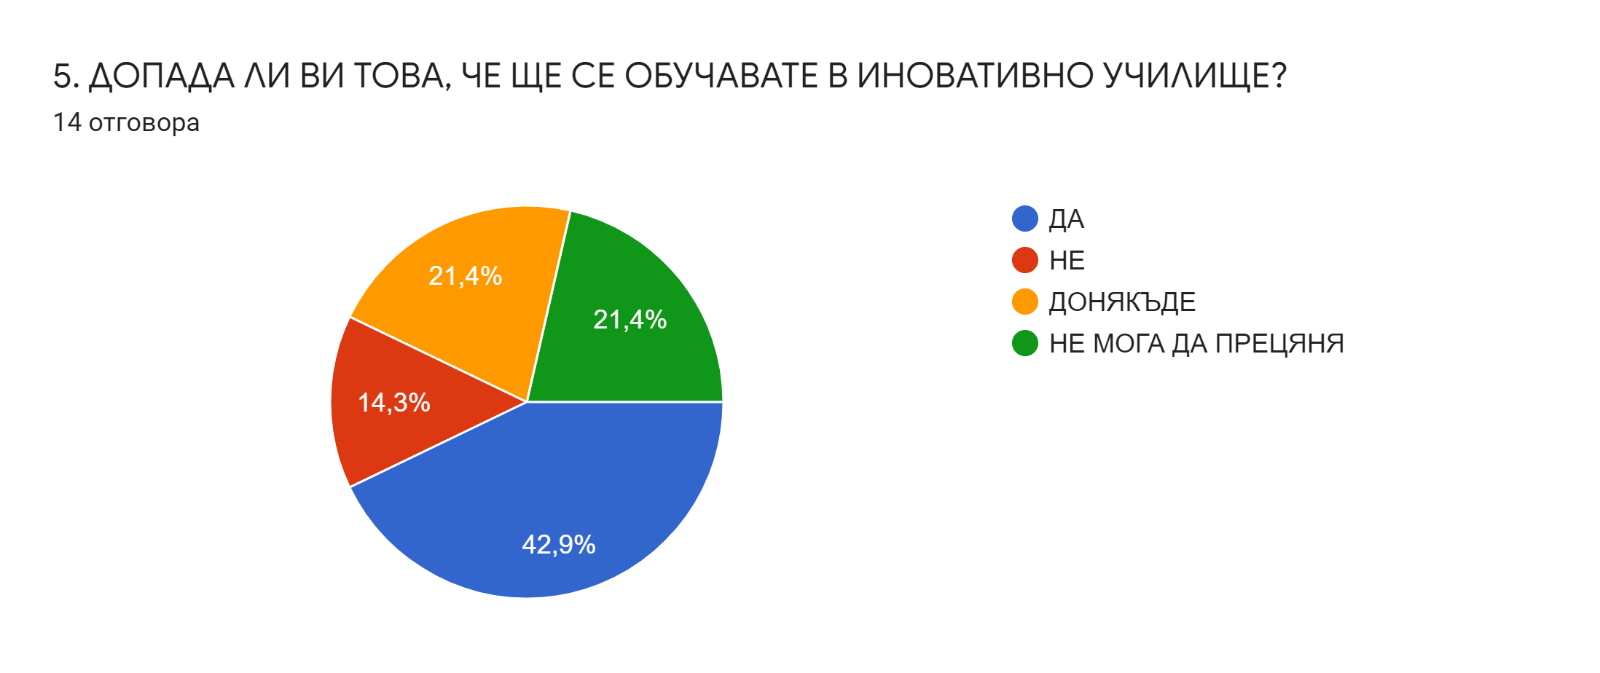 5. ДОПАДА ЛИ ВИ ТОВА, ЧЕ ЩЕ СЕ ОБУЧАВАТЕ В ИНОВАТИВНО УЧИЛИЩЕ?
14 отговора
21,4%
21,4%
14,3%
42,9%
ДА
НЕ
ДОНЯКЪДЕ
НЕ МОГА ДА ПРЕЦЯНЯ